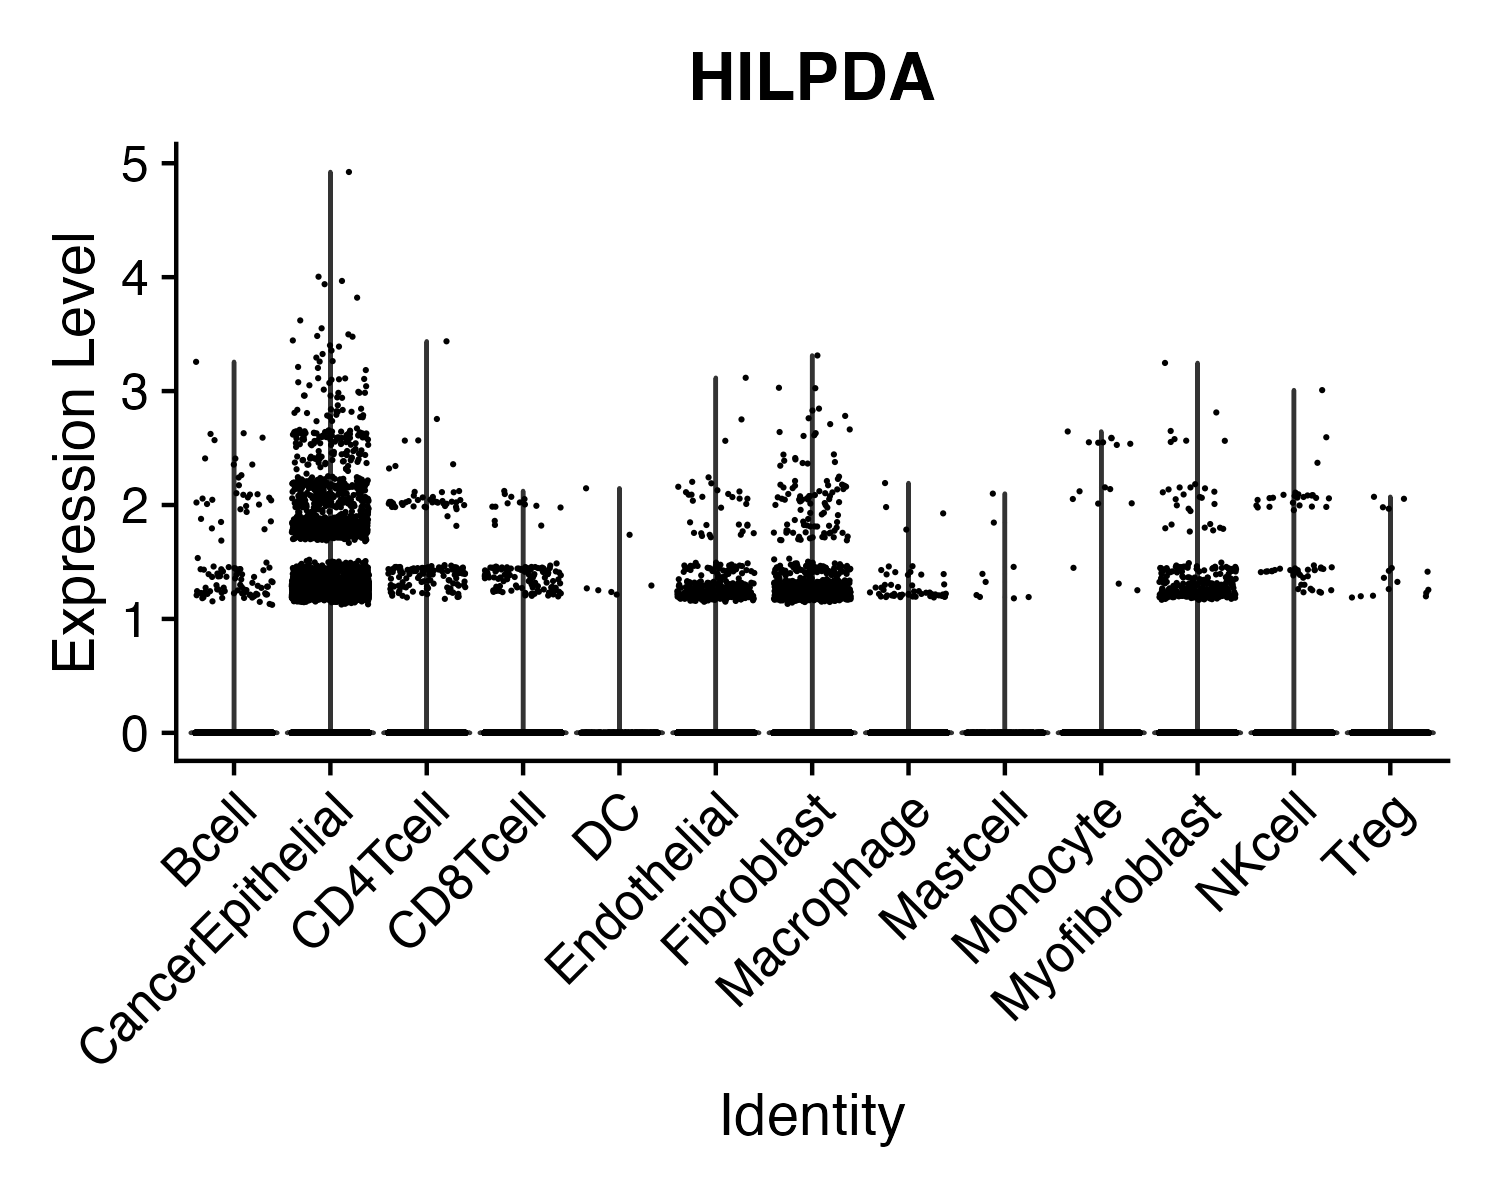 HILPDA
Expression Level
5
4
3
2
1
0
Bcell
CancerEpithelial
CD4Tcell
CD8Tcell
DC
Endothelial
Fibroblast
Macrophage
Mastcell
Monocyte
Myofibroblast
NKcell
Treg
Identity